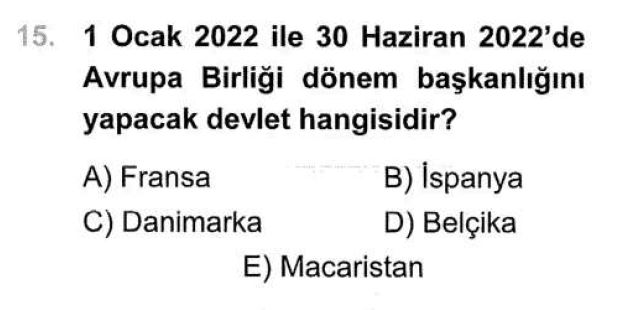 15. 1 Ocak 2022 ile 30 Haziran 2022'de
Avrupa Birliği dönem başkanlığını
yapacak devlet hangisidir?
A) Fransa B) İspanya
C) Danimarka D) Belçika
E) Macaristan